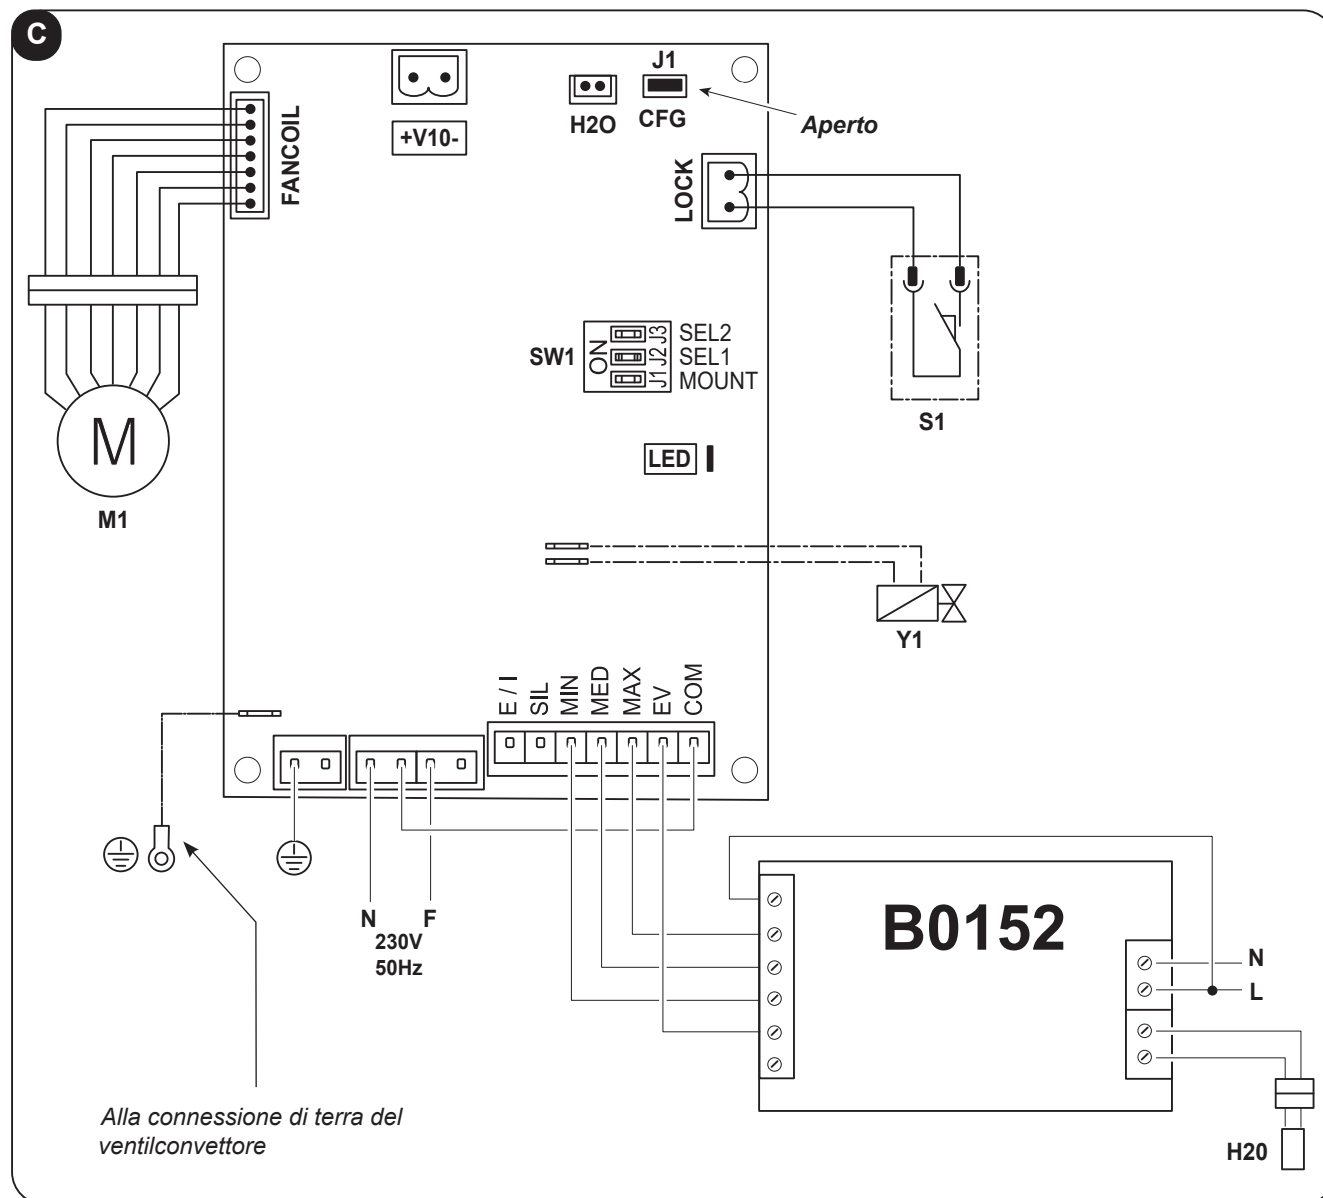 C
J1
H2O
CFG
Aperto
+V10-
FANCOIL
LOCK
SW1
ON
J3 SEL2
J2 SEL1
J1 MOUNT
S1
LED
M
M1
Y1
E / I
SIL
MIN
MED
MAX
EV
COM
N F
230V
50Hz
B0152
N
L
H20
Alla connessione di terra del
ventilconvettore